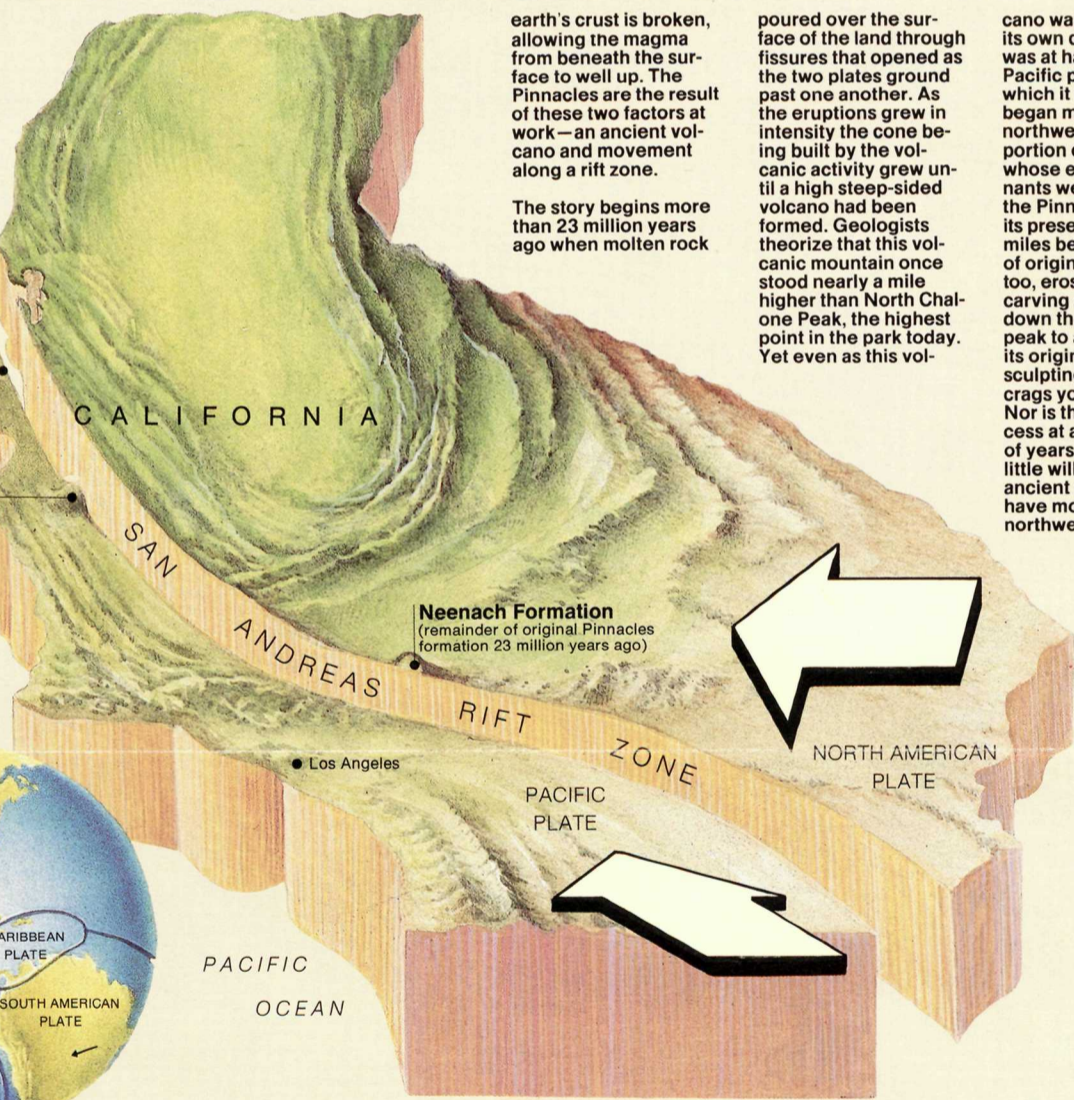 earth's crust is broken,
allowing the magma
from beneath the sur-
face to well up. The
Pinnacles are the result
of these two factors at
work—an ancient vol-
cano and movement
along a rift zone.
The story begins more
than 23 million years
ago when molten rock
poured over the sur-
face of the land through
fissures that opened as
the two plates ground
past one another. As
the eruptions grew in
intensity the cone be-
ing built by the vol-
canic activity grew un-
til a high steep-sided
volcano had been
formed. Geologists
theorize that this vol-
canic mountain once
stood nearly a mile
higher than North Chal-
one Peak, the highest
point in the park today.
Yet even as this vol-
cano wa
its own
was at ha
Pacific p
which it
began m
northwe
portion
whose e
nants we
the Pinn
its prese
miles be
of origin
too, eros
carving
down th
peak to
its origin
sculptin
crags yo
Nor is th
cess at a
of years
little will
ancient
have mo
northwe
CALIFORNIA
SAN ANDREAS RIFT ZONE
Neenach Formation
(remainder of original Pinnacles
formation 23 million years ago)
Los Angeles
NORTH AMERICAN
PLATE
PACIFIC
PLATE
PACIFIC
OCEAN
ARIBBEAN
PLATE
SOUTH AMERICAN
PLATE